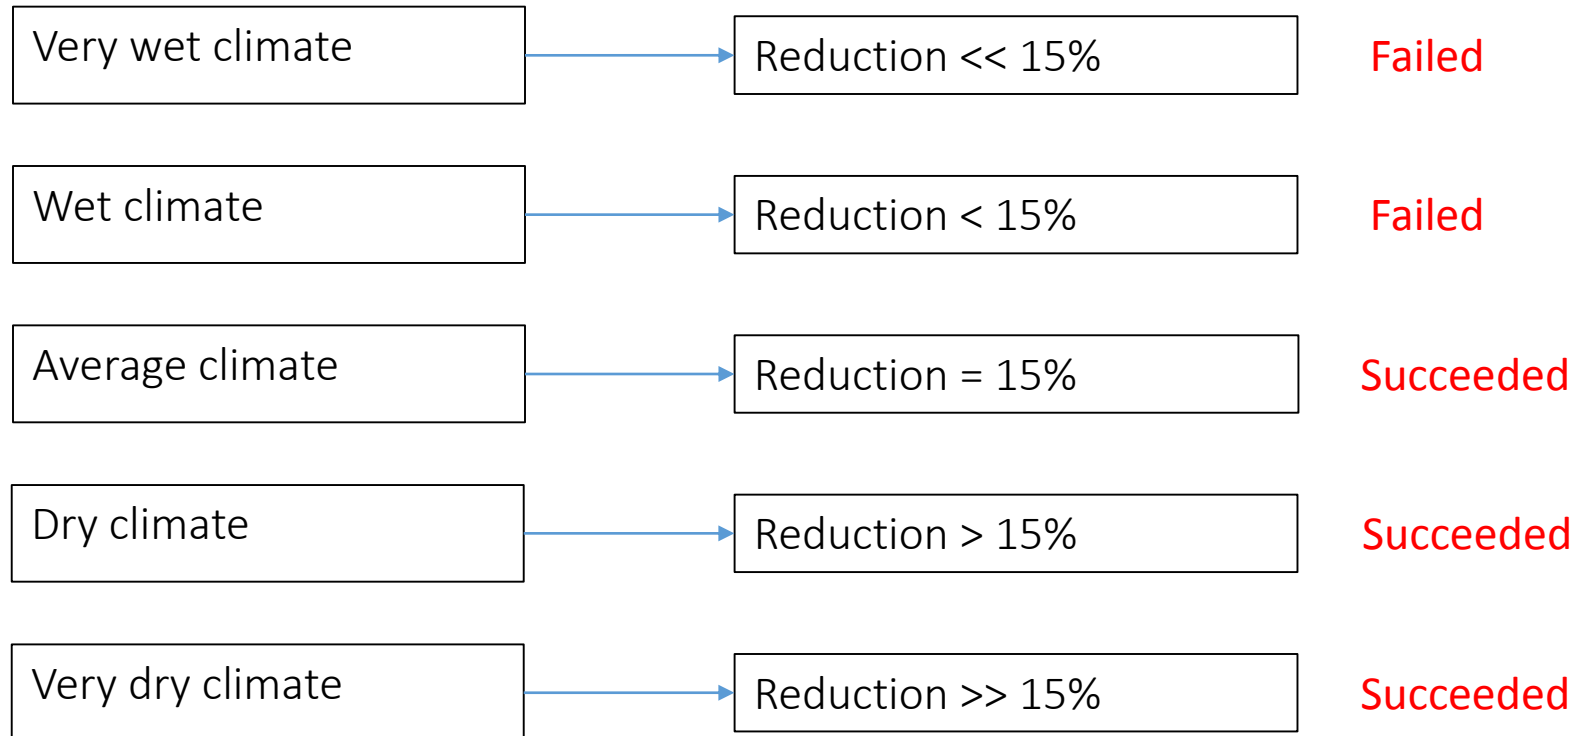 Very wet climate
Reduction << 15%
Failed
Wet climate
Reduction < 15%
Failed
Average climate
Reduction = 15%
Succeeded
Dry climate
Reduction > 15%
Succeeded
Very dry climate
Reduction >> 15%
Succeeded